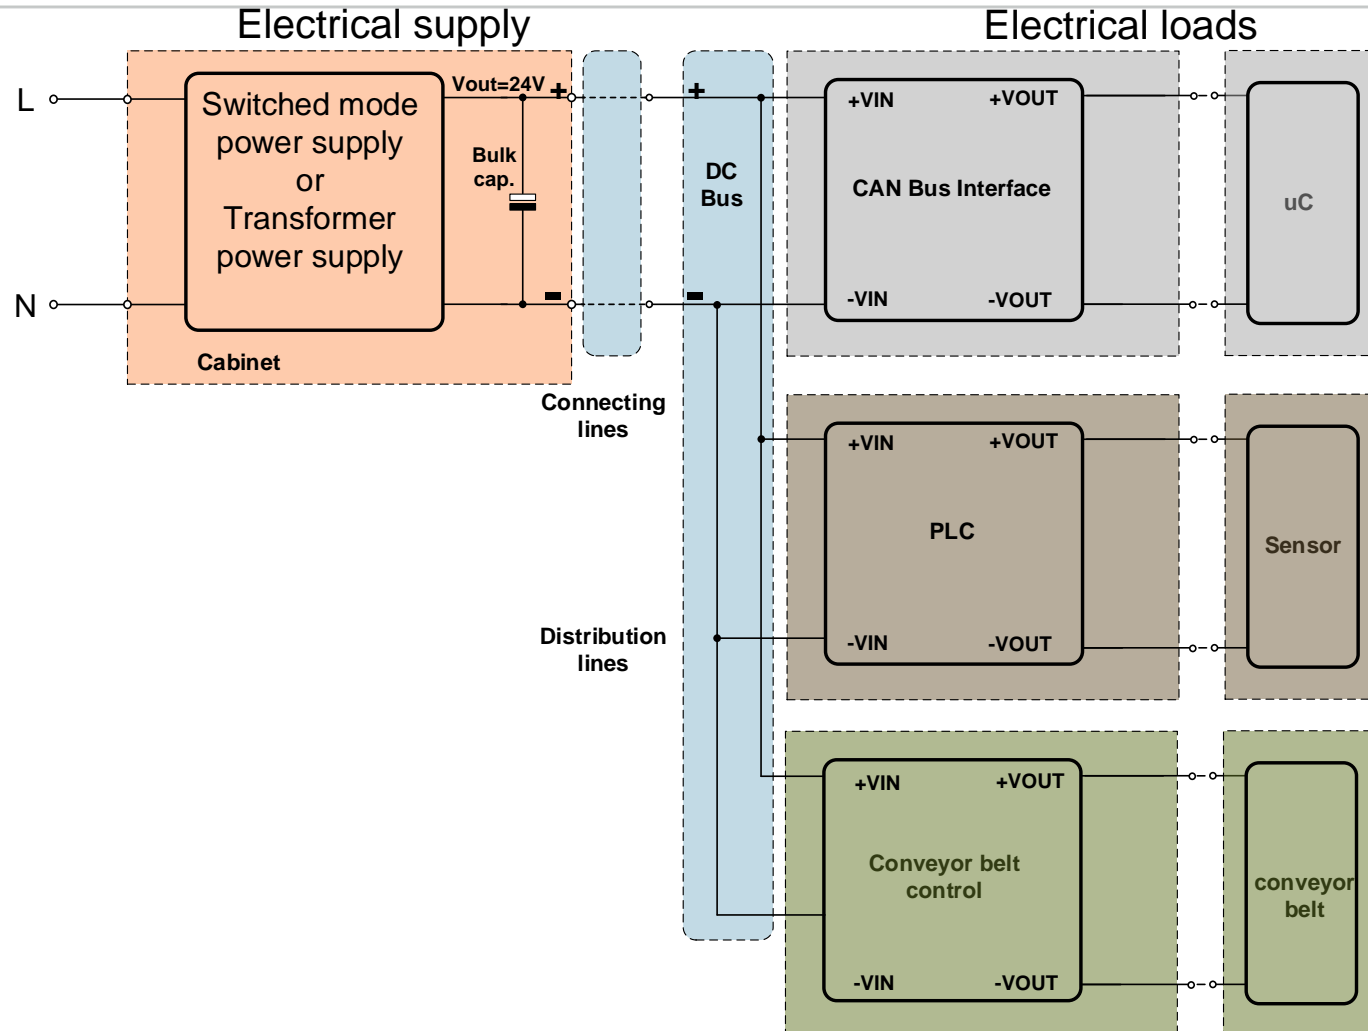 Electrical supply
Electrical loads
L
N
Switched mode
power supply
or
Transformer
power supply
Vout=24V
+
Bulk
cap.
-
Cabinet
Connecting
lines
Distribution
lines
+
DC
Bus
-
+VIN
+VOUT
CAN Bus Interface
-VIN
-VOUT
uC
+VIN
+VOUT
PLC
-VIN
-VOUT
Sensor
+VIN
+VOUT
Conveyor belt
control
-VIN
-VOUT
conveyor
belt